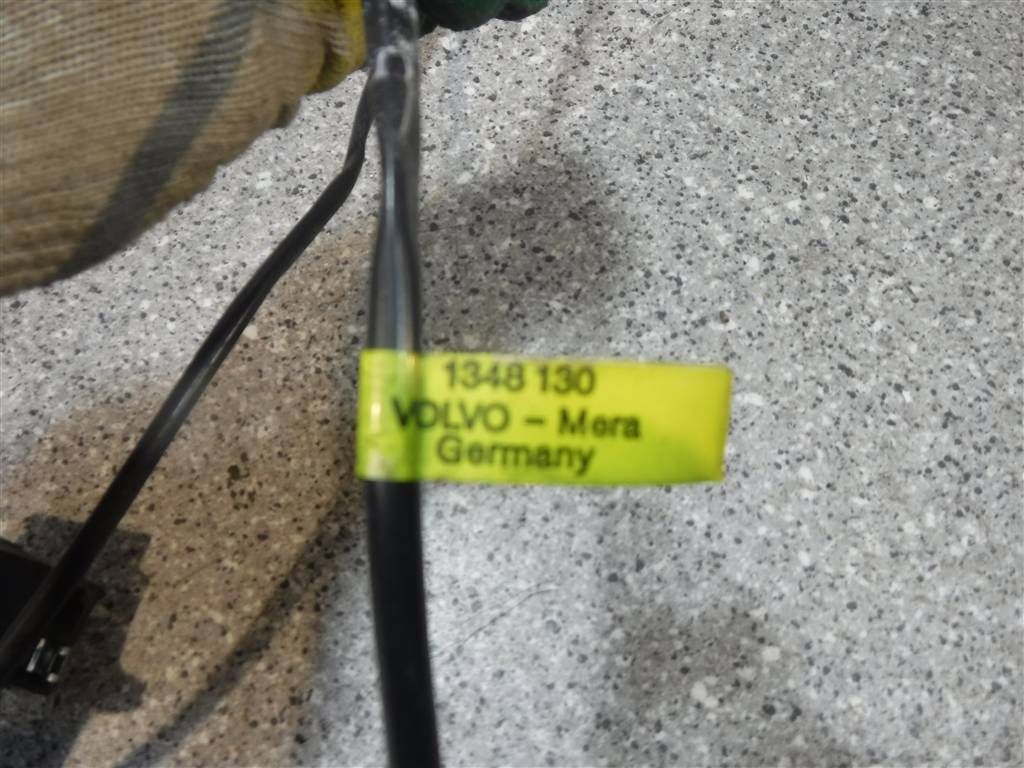 1348 130
VOLVO - Mera
Germany